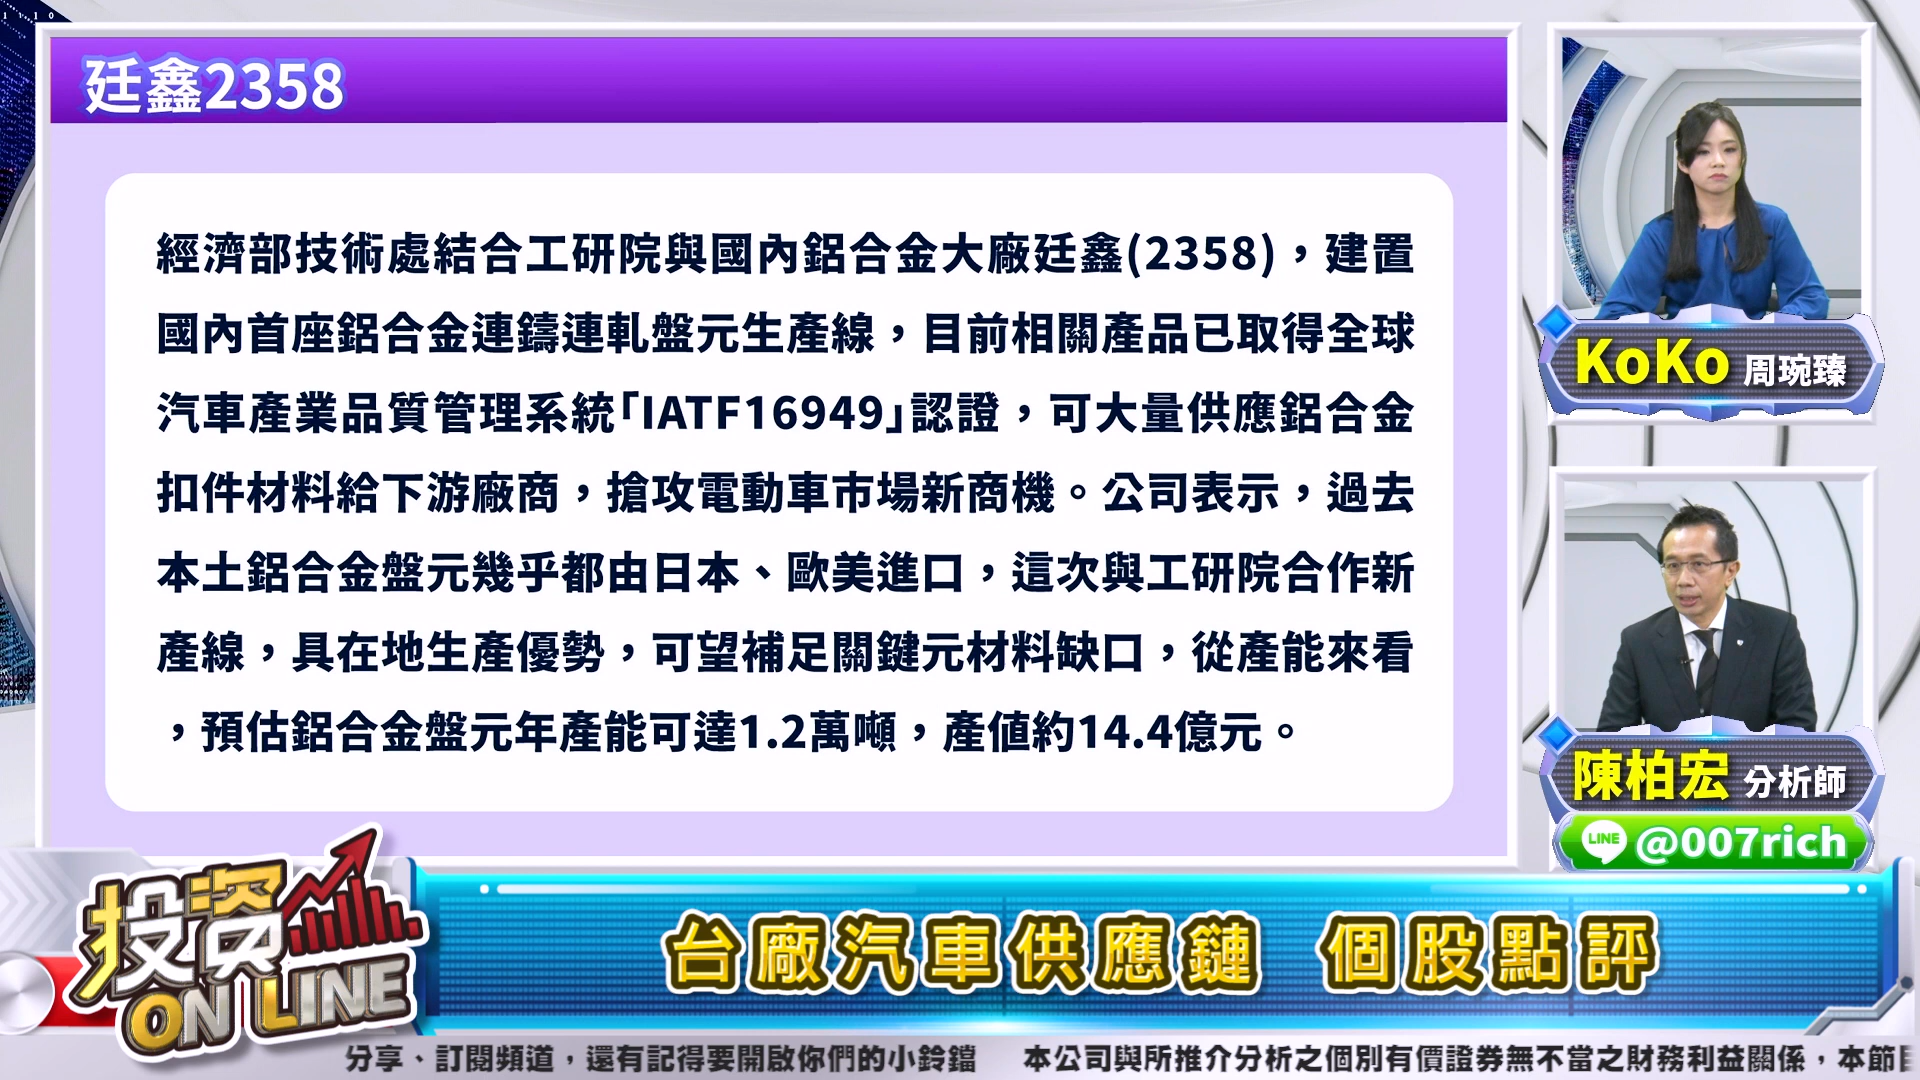 廷鑫2358
經濟部技術處結合工研院與國內鋁合金大廠廷鑫(2358)，建置
國內首座鋁合金連鑄連軋盤元生產線，目前相關產品已取得全球
汽車產業品質管理系統「IATF16949」認證，可大量供應鋁合金
扣件材料給下游廠商，搶攻電動車市場新商機。公司表示，過去
本土鋁合金盤元幾乎都由日本、歐美進口，這次與工研院合作新
產線，具在地生產優勢，可望補足關鍵元材料缺口，從產能來看
，預估鋁合金盤元年產能可達1.2萬噸，產值約14.4億元。
KoKo 周琬臻
陳柏宏 分析師
LINE @007rich
投資
ON LINE
台廠汽車供應鏈 個股點評
分享、訂閱頻道，還有記得要開啟你們的小鈴鐺 本公司與所推介分析之個別有價證券無不當之財務利益關係，本節